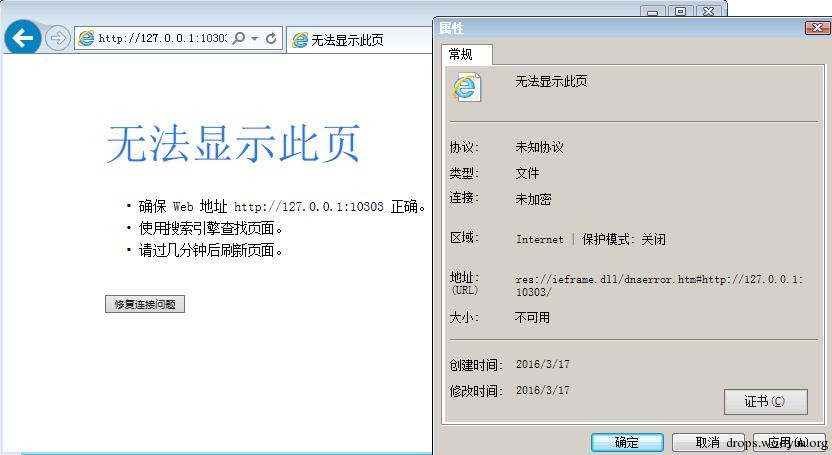 http://127.0.0.1:10303
无法显示此页
无法显示此页
• 确保 Web 地址 http://127.0.0.1:10303 正确。
• 使用搜索引擎查找页面。
• 请过几分钟后刷新页面。
修复连接问题
属性
常规
无法显示此页
协议: 未知协议
类型: 文件
连接: 未加密
区域: Internet | 保护模式: 关闭
地址: res://ieframe.dll/dnserror.htm#http://127.0.0.1:
(URL) 10303/
大小: 不可用
创建时间: 2016/3/17
修改时间: 2016/3/17
证书(C)
确定 取消 应用(A)